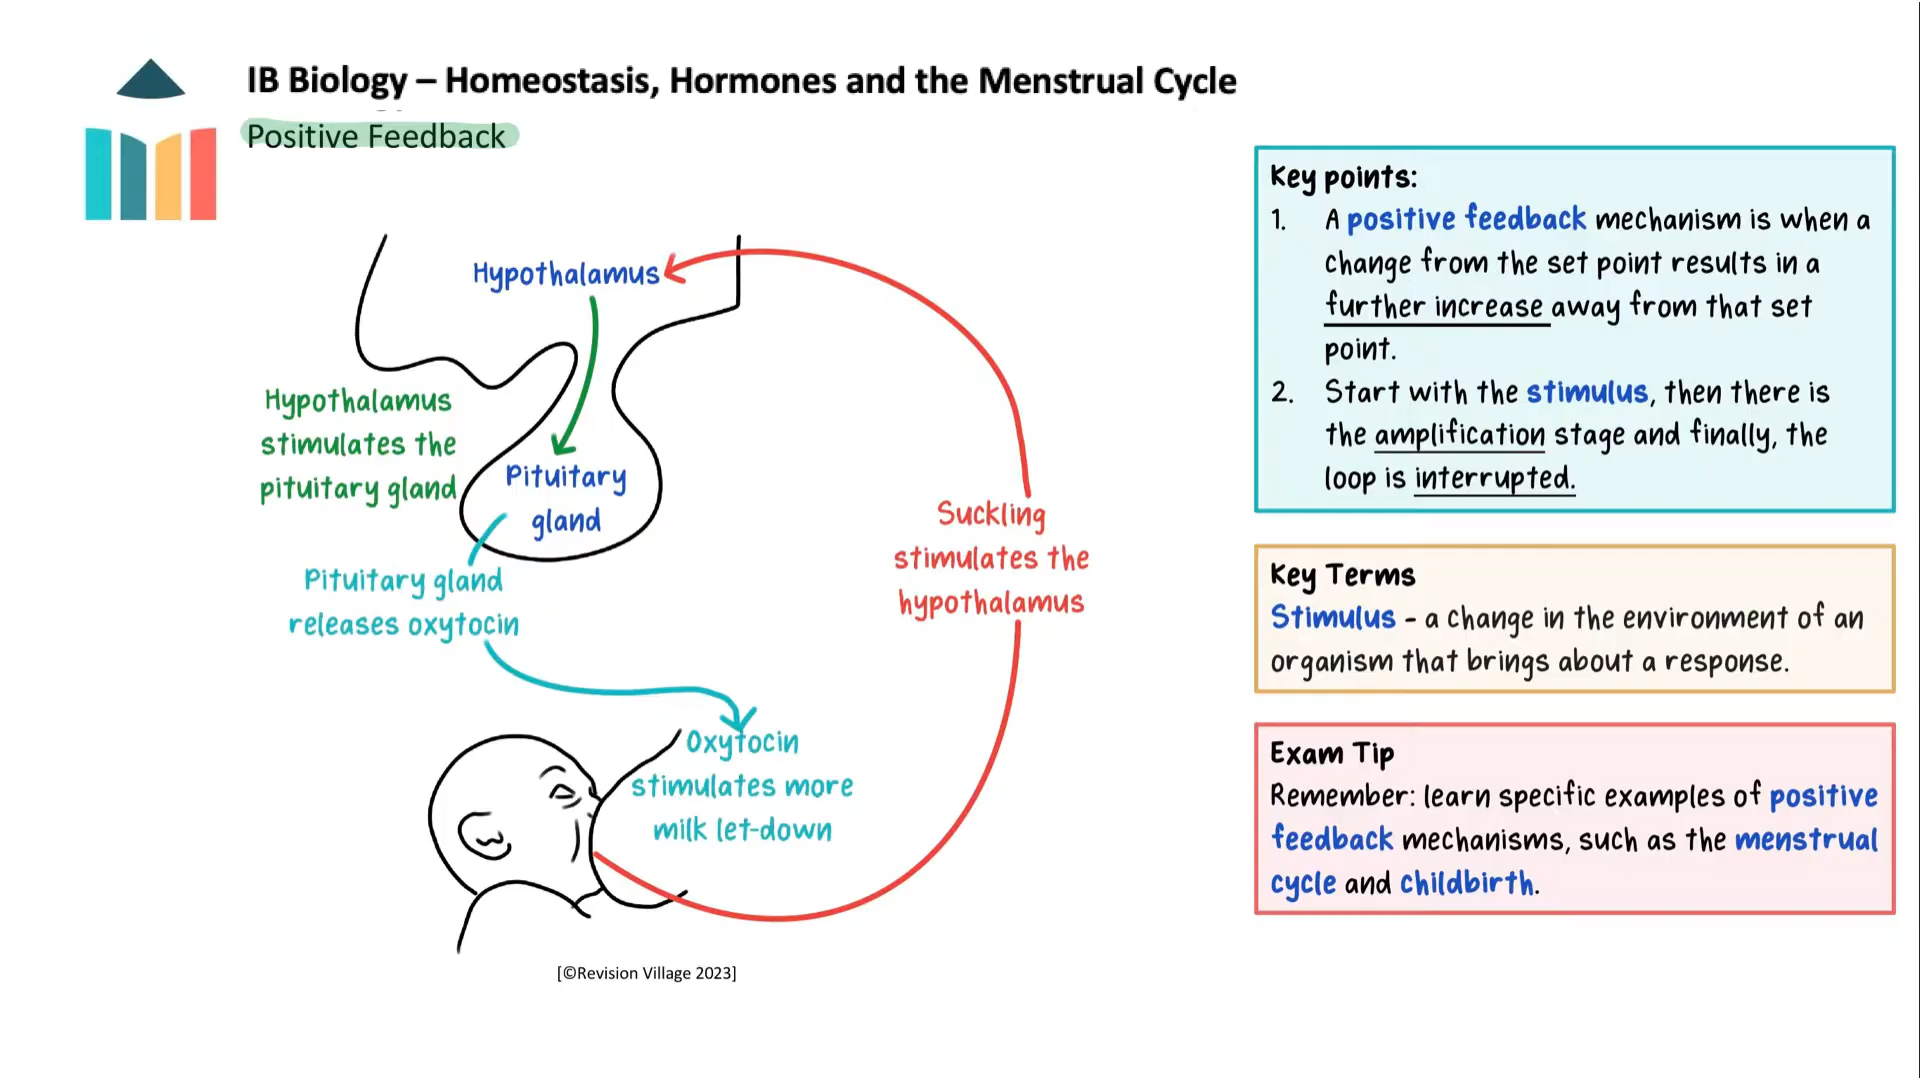 IB Biology – Homeostasis, Hormones and the Menstrual Cycle
Positive Feedback
Hypothalamus
Hypothalamus
stimulates the
pituitary gland
Pituitary
gland
Pituitary gland
releases oxytocin
Oxytocin
stimulates more
milk let-down
Suckling
stimulates the
hypothalamus
[©Revision Village 2023]
Key points:
1. A positive feedback mechanism is when a
change from the set point results in a
further increase away from that set
point.
2. Start with the stimulus, then there is
the amplification stage and finally, the
loop is interrupted.
Key Terms
Stimulus - a change in the environment of an
organism that brings about a response.
Exam Tip
Remember: learn specific examples of positive
feedback mechanisms, such as the menstrual
cycle and childbirth.